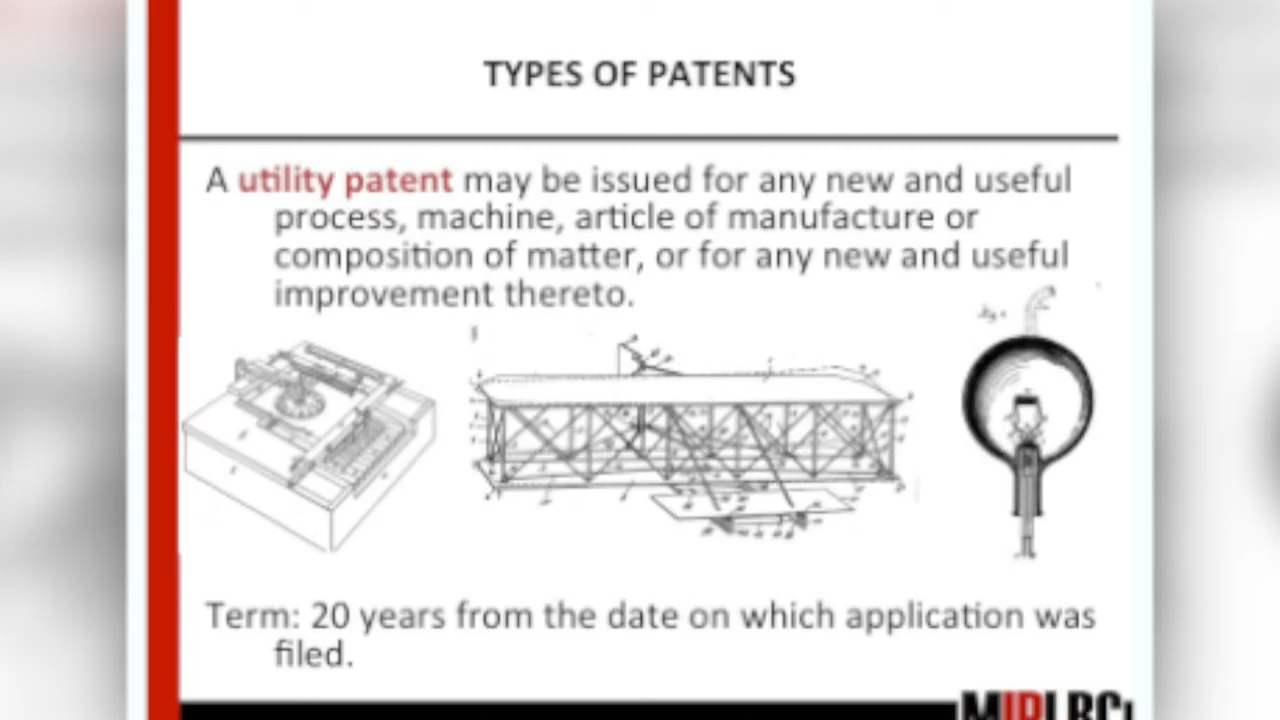 TYPES OF PATENTS
A utility patent may be issued for any new and useful
process, machine, article of manufacture or
composition of matter, or for any new and useful
improvement thereto.
Term: 20 years from the date on which application was
filed.